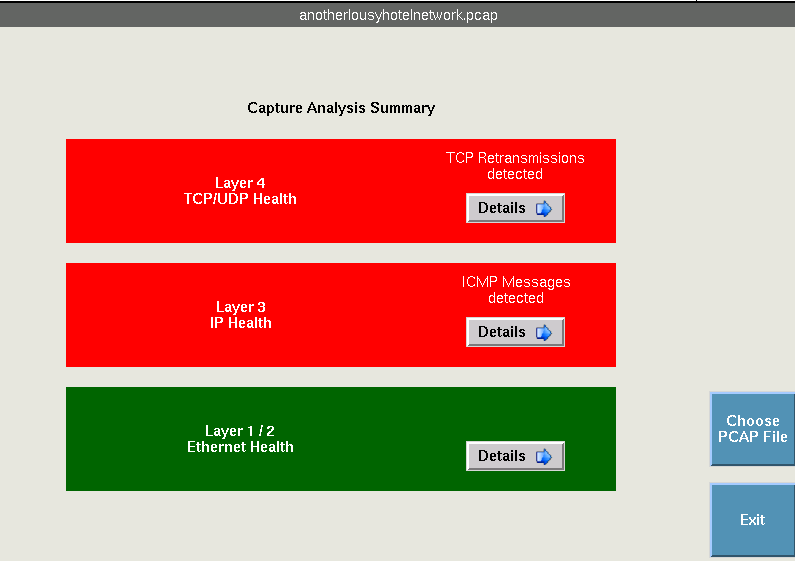 anotherlousyhotelnetwork.pcap
Capture Analysis Summary
Layer 4
TCP/UDP Health
TCP Retransmissions
detected
Details
Layer 3
IP Health
ICMP Messages
detected
Details
Layer 1 / 2
Ethernet Health
Details
Choose
PCAP File
Exit